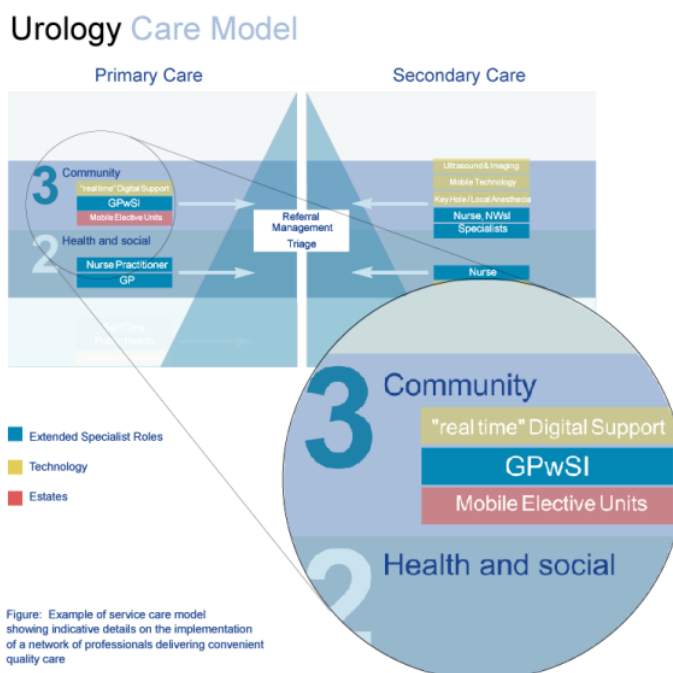 Urology Care Model
Primary Care
Secondary Care
3 Community
"realtime" Digital Support
GPwSI
Mobile Elective Units
2 Health and social
Nurse Practitioner
GP
Referral
Management
Triage
Ultrasound & Imaging
Mobile Technology
Key Hole / Local Anesthecia
Nurse, NWsI
Specialists
Nurse
3 Community
"real time" Digital Support
GPwSI
Mobile Elective Units
2 Health and social
Extended Specialist Roles
Technology
Estates
Figure: Example of service care model
showing indicative details on the implementation
of a network of professionals delivering convenient
quality care